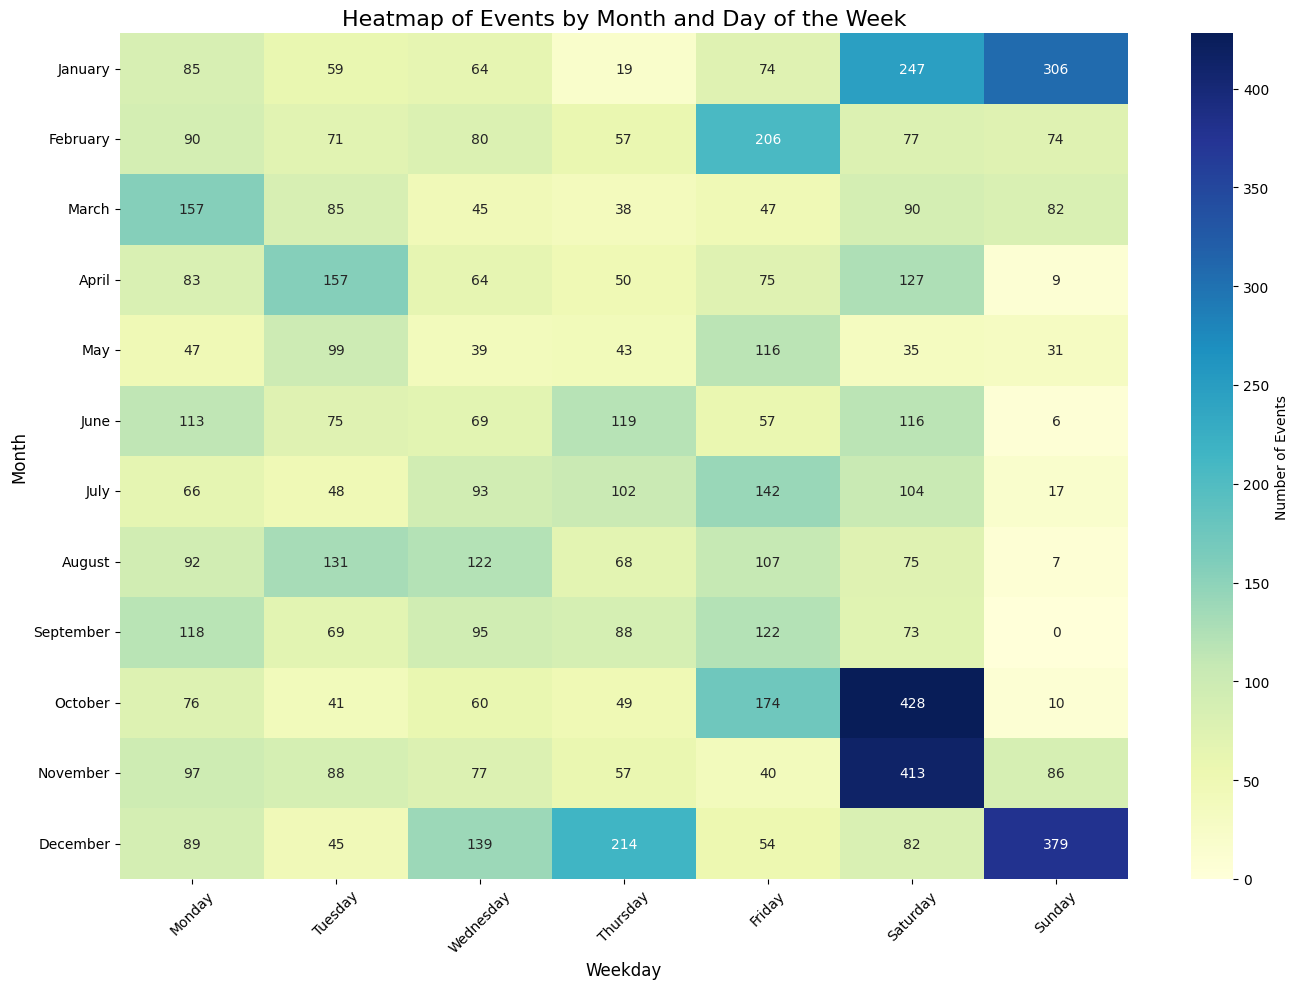 Heatmap of Events by Month and Day of the Week
Month
January 85 59 64 19 74 247 306
February 90 71 80 57 206 77 74
March 157 85 45 38 47 90 82
April 83 157 64 50 75 127 9
May 47 99 39 43 116 35 31
June 113 75 69 119 57 116 6
July 66 48 93 102 142 104 17
August 92 131 122 68 107 75 7
September 118 69 95 88 122 73 0
October 76 41 60 49 174 428 10
November 97 88 77 57 40 413 86
December 89 45 139 214 54 82 379
Monday Tuesday Wednesday Thursday Friday Saturday Sunday
Weekday
400
350
300
250
200
150
100
50
0
Number of Events